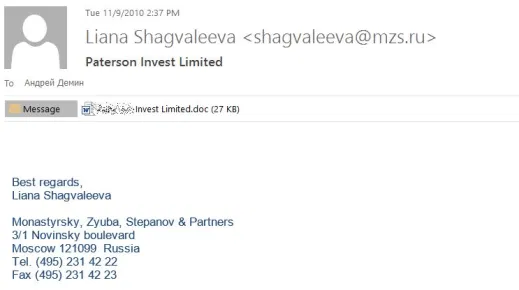 Tue 11/9/2010 2:37 PM
Liana Shagvaleeva <shagvaleeva@mzs.ru>
Paterson Invest Limited
To Андрей Демин
Message Invest Limited.doc (27 KB)
Best regards,
Liana Shagvaleeva
Monastyrsky, Zyuba, Stepanov & Partners
3/1 Novinsky boulevard
Moscow 121099 Russia
Tel. (495) 231 42 22
Fax (495) 231 42 23